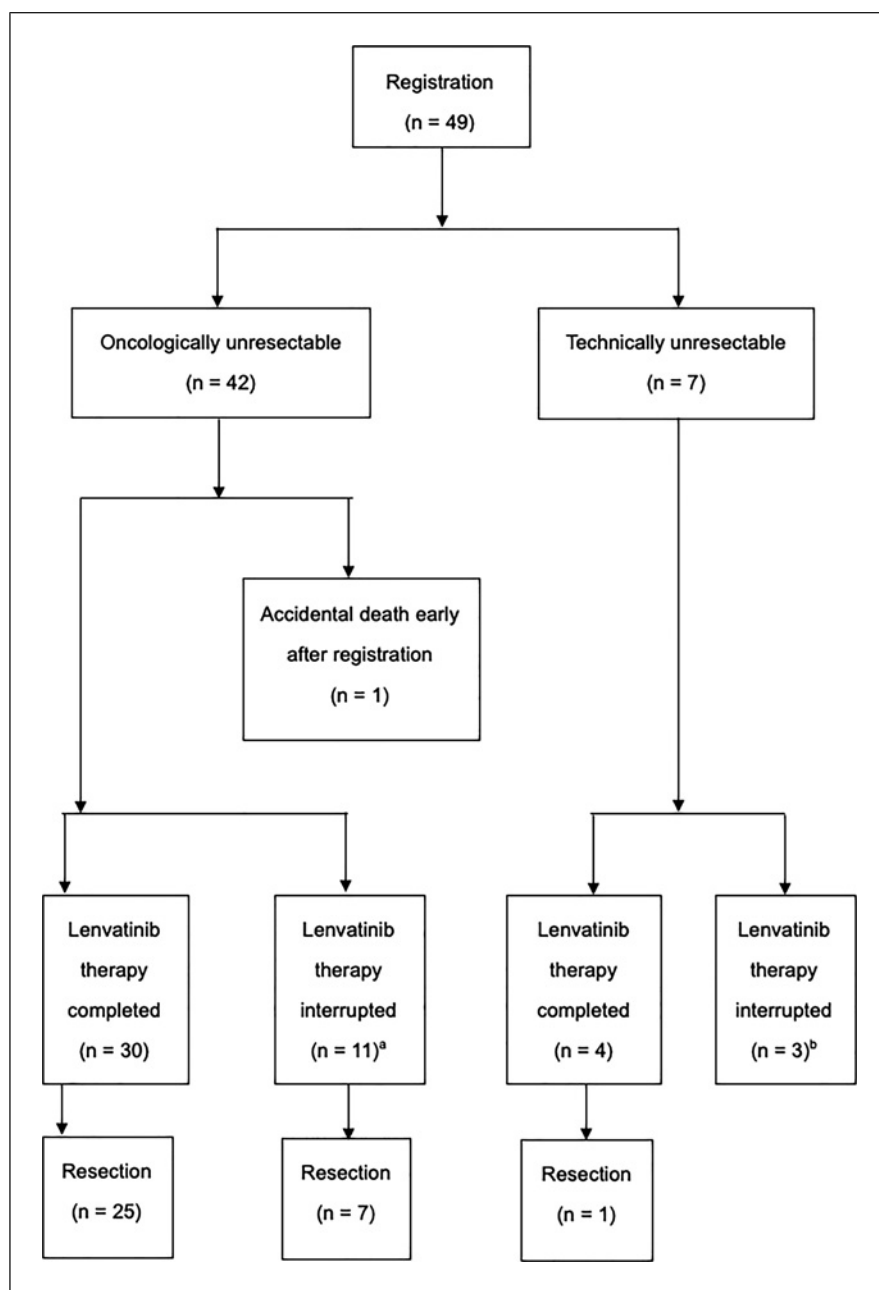 Registration
(n = 49)
Oncologically unresectable
(n = 42)
Technically unresectable
(n = 7)
Accidental death early
after registration
(n = 1)
Lenvatinib
therapy
completed
(n = 30)
Lenvatinib
therapy
interrupted
(n = 11)ᵃ
Lenvatinib
therapy
completed
(n = 4)
Lenvatinib
therapy
interrupted
(n = 3)ᵇ
Resection
(n = 25)
Resection
(n = 7)
Resection
(n = 1)